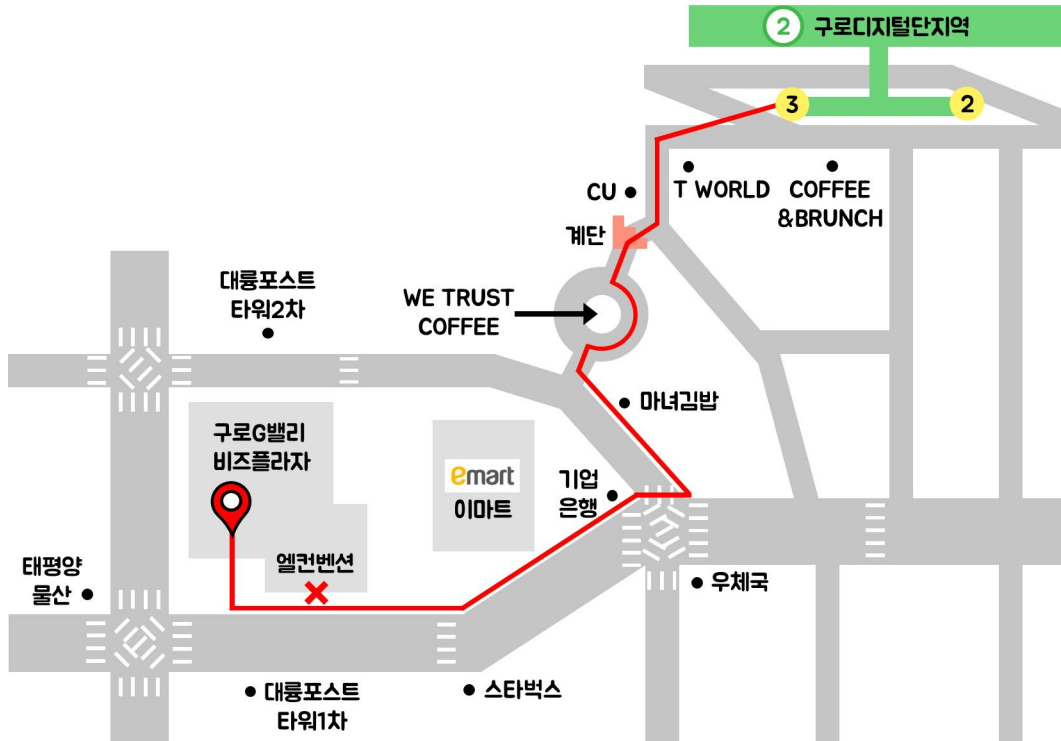 2 구로디지털단지역
3
2
CU
T WORLD
COFFEE
&BRUNCH
계단
대륭포스트
타워2차
WE TRUST
COFFEE
마녀김밥
구로G밸리
비즈플라자
emart
이마트
기업
은행
엘컨벤션
태평양
물산
우체국
대륭포스트
타워1차
스타벅스